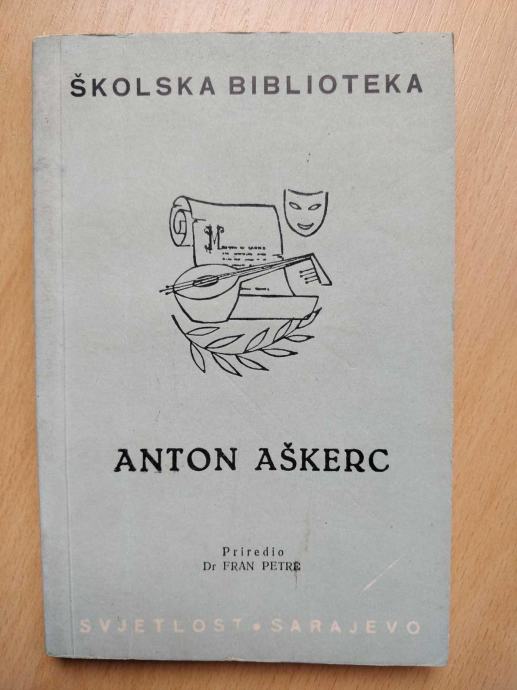 ŠKOLSKA BIBLIOTEKA
ANTON AŠKERC
Priredio
Dr FRAN PETRE
SVJETLOST • SARAJEVO